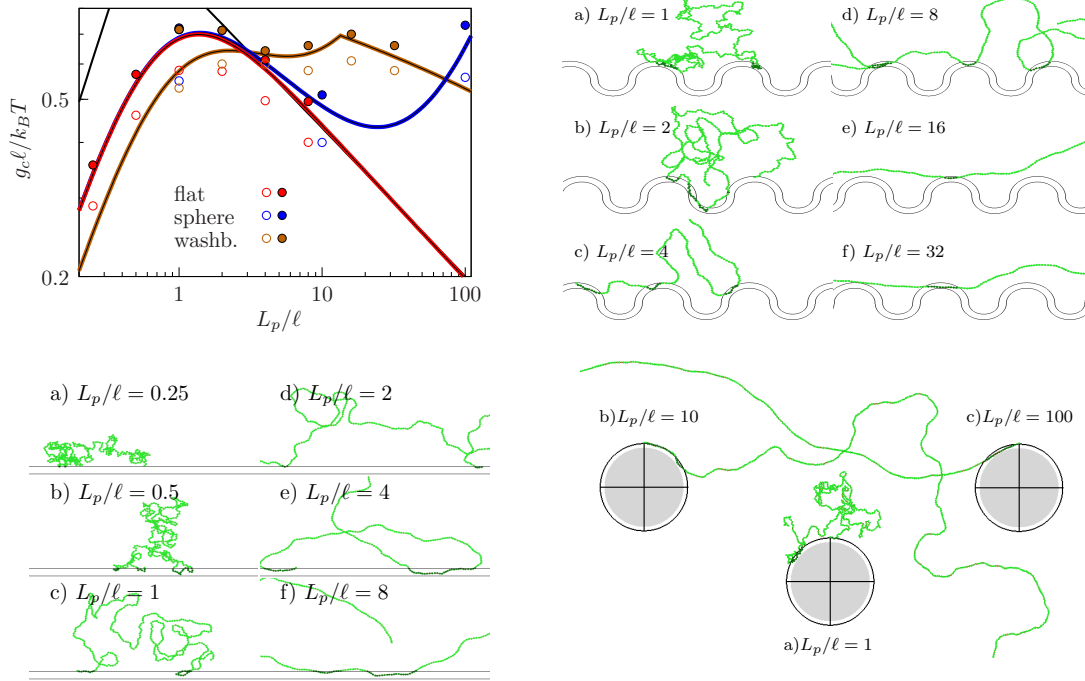 0.5
0.2
g_cℓ/k_BT
flat
sphere
washb.
1
10
100
L_p/ℓ
a) L_p/ℓ = 1
d) L_p/ℓ = 8
b) L_p/ℓ = 2
e) L_p/ℓ = 16
c) L_p/ℓ = 4
f) L_p/ℓ = 32
a) L_p/ℓ = 0.25
d) L_p/ℓ = 2
b) L_p/ℓ = 0.5
e) L_p/ℓ = 4
c) L_p/ℓ = 1
f) L_p/ℓ = 8
b)L_p/ℓ = 10
c)L_p/ℓ = 100
a)L_p/ℓ = 1